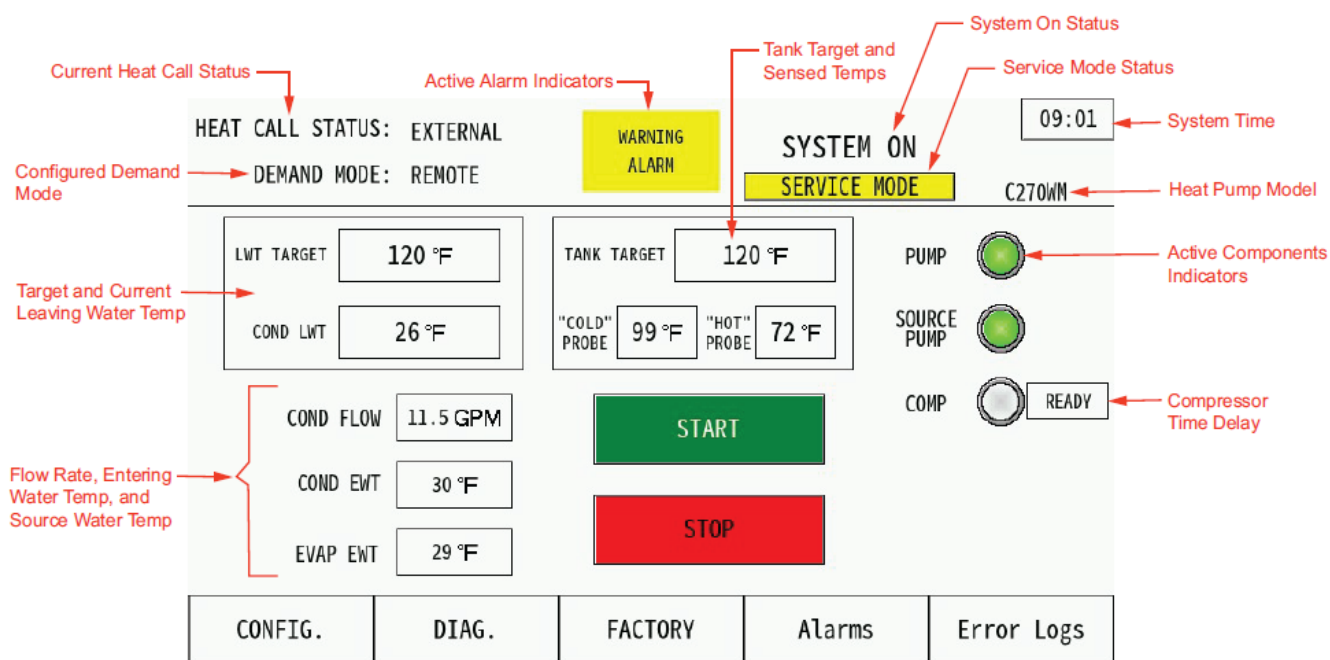 System On Status
Tank Target and
Sensed Temps
Current Heat Call Status
Active Alarm Indicators
Service Mode Status
HEAT CALL STATUS: EXTERNAL
WARNING
ALARM
SYSTEM ON
09:01
System Time
Configured Demand
Mode
DEMAND MODE: REMOTE
SERVICE MODE
C270WM
Heat Pump Model
LWT TARGET 120 °F
TANK TARGET 120 °F
PUMP
Active Components
Indicators
Target and Current
Leaving Water Temp
COND LWT 26 °F
"COLD"
PROBE
99 °F
"HOT"
PROBE
72 °F
SOURCE
PUMP
COND FLOW 11.5 GPM
START
COMP
READY
Compressor
Time Delay
Flow Rate, Entering
Water Temp, and
Source Water Temp
COND EWT 30 °F
STOP
EVAP EWT 29 °F
CONFIG. DIAG. FACTORY Alarms Error Logs